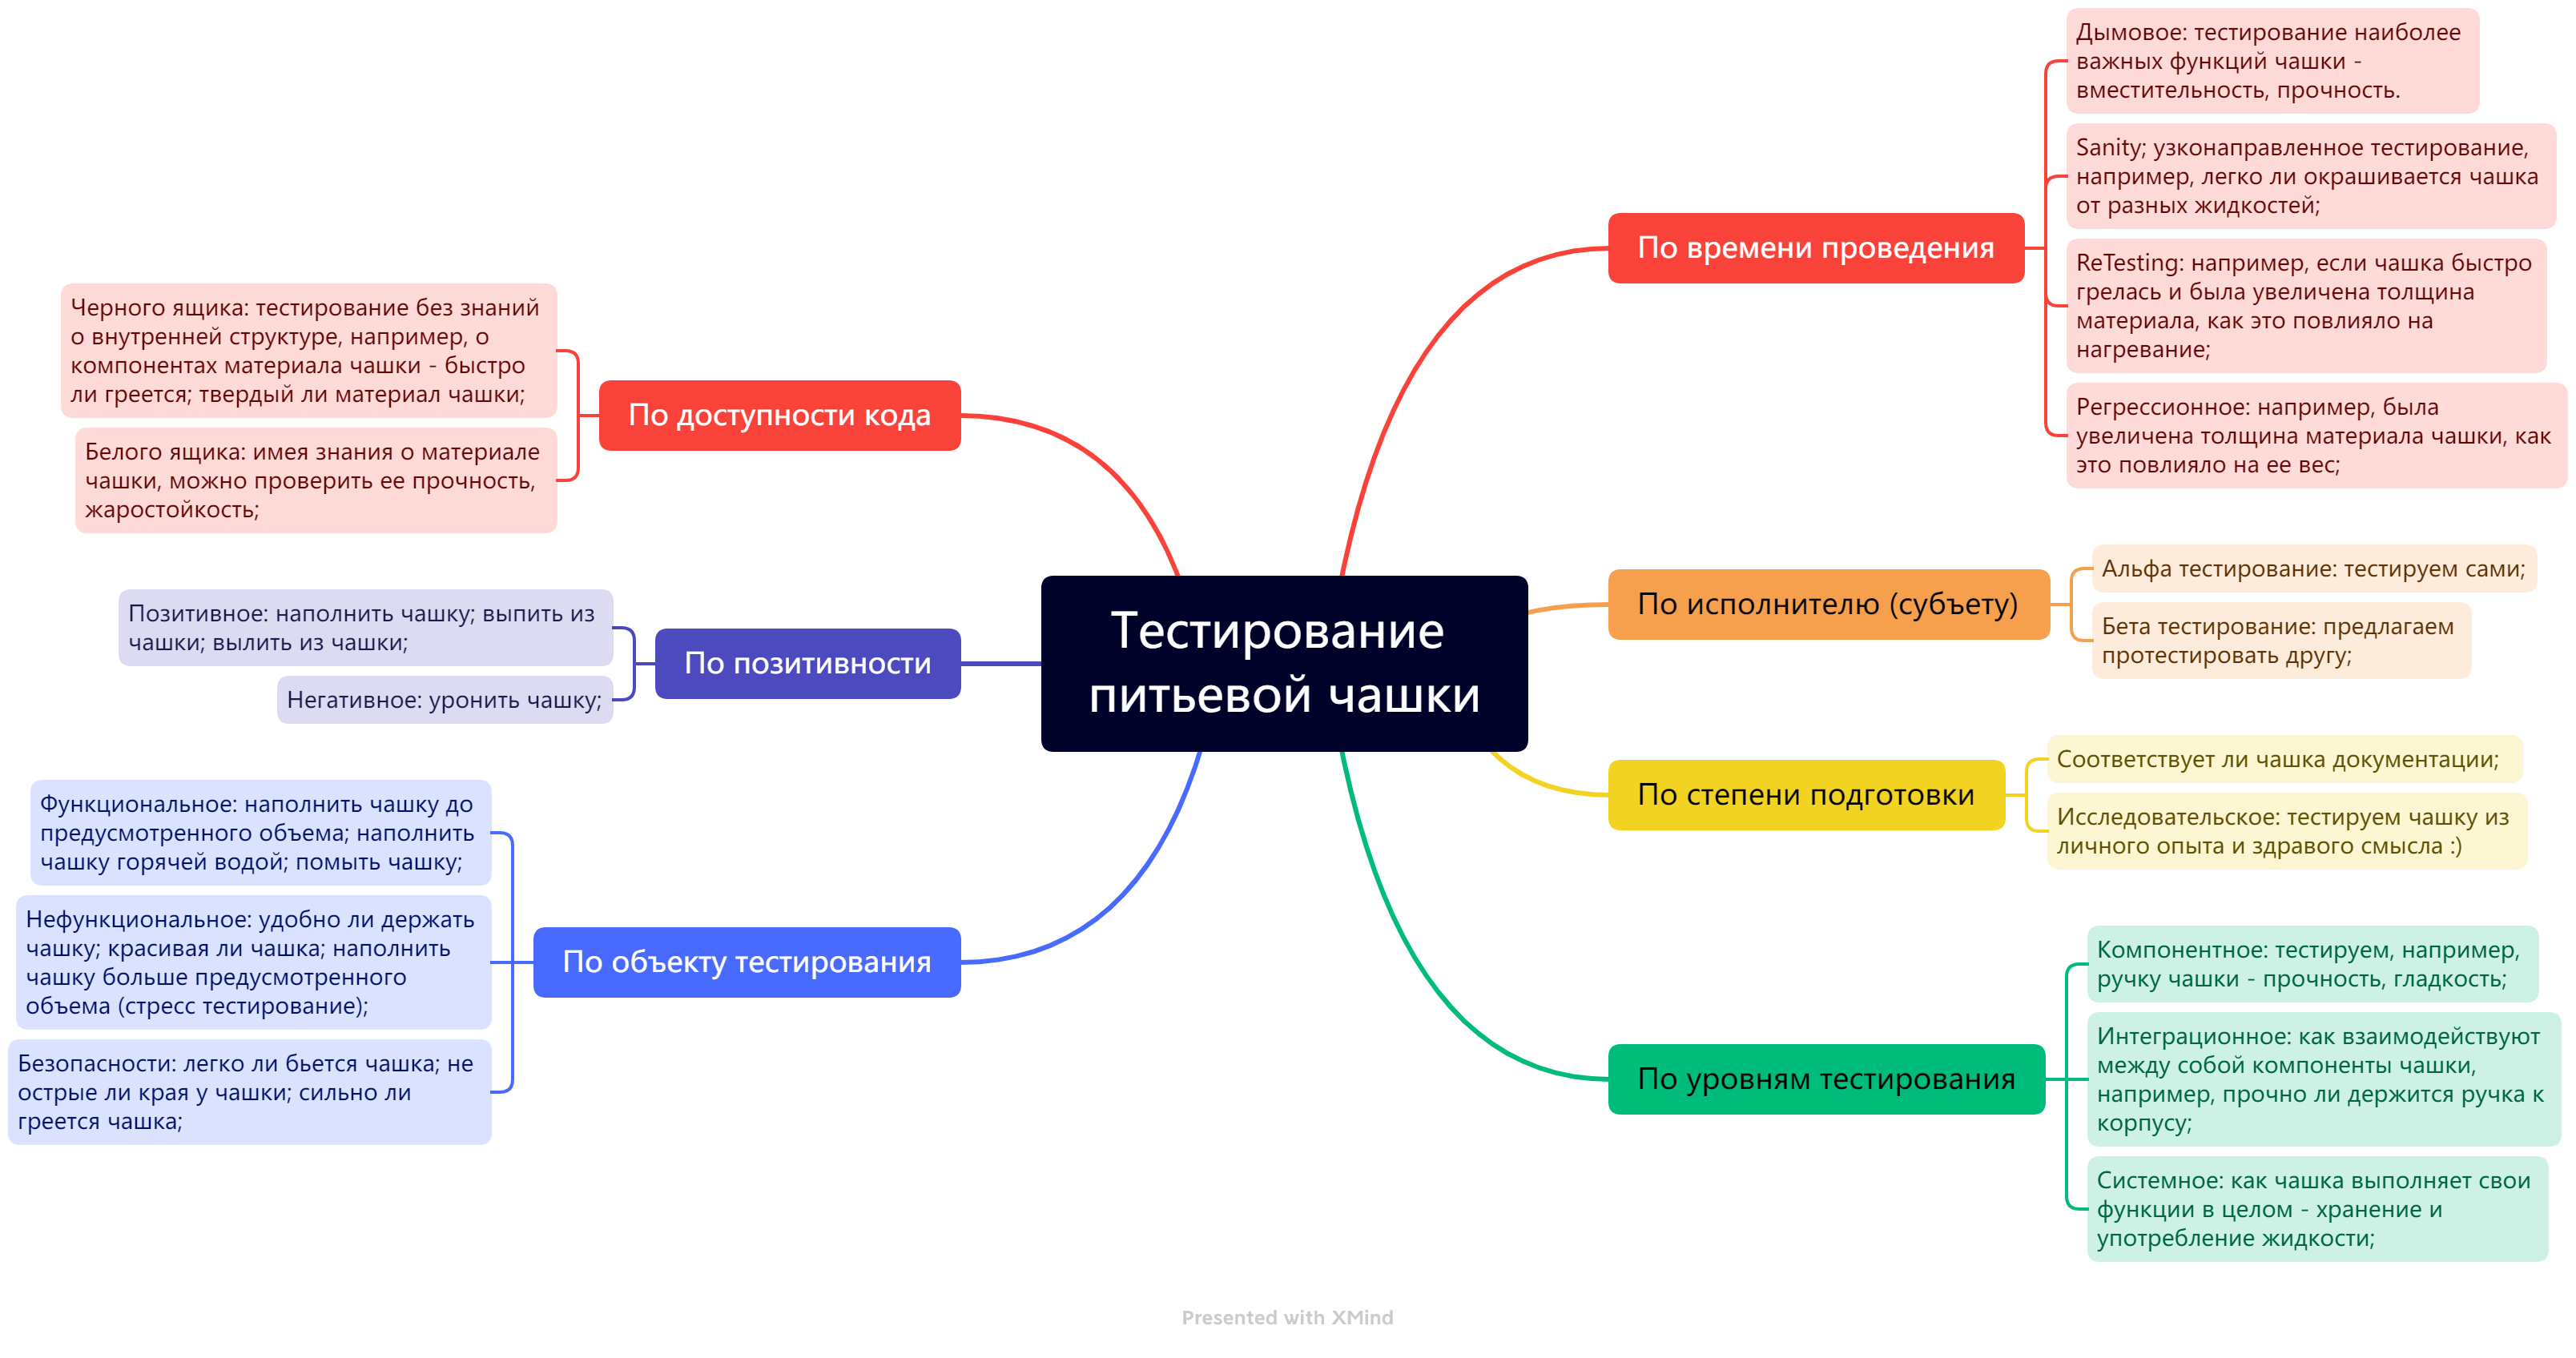 Тестирование
питьевой чашки
По времени проведения
Дымовое: тестирование наиболее
важных функций чашки -
вместительность, прочность.
Sanity; узконаправленное тестирование,
например, легко ли окрашивается чашка
от разных жидкостей;
ReTesting: например, если чашка быстро
грелась и была увеличена толщина
материала, как это повлияло на
нагревание;
Регрессионное: например, была
увеличена толщина материала чашки, как
это повлияло на ее вес;
По исполнителю (субъету)
Альфа тестирование: тестируем сами;
Бета тестирование: предлагаем
протестировать другу;
По степени подготовки
Соответствует ли чашка документации;
Исследовательское: тестируем чашку из
личного опыта и здравого смысла :)
По уровням тестирования
Компонентное: тестируем, например,
ручку чашки - прочность, гладкость;
Интеграционное: как взаимодействуют
между собой компоненты чашки,
например, прочно ли держится ручка к
корпусу;
Системное: как чашка выполняет свои
функции в целом - хранение и
употребление жидкости;
По доступности кода
Черного ящика: тестирование без знаний
о внутренней структуре, например, о
компонентах материала чашки - быстро
ли греется; твердый ли материал чашки;
Белого ящика: имея знания о материале
чашки, можно проверить ее прочность,
жаростойкость;
По позитивности
Позитивное: наполнить чашку; выпить из
чашки; вылить из чашки;
Негативное: уронить чашку;
По объекту тестирования
Функциональное: наполнить чашку до
предусмотренного объема; наполнить
чашку горячей водой; помыть чашку;
Нефункциональное: удобно ли держать
чашку; красивая ли чашка; наполнить
чашку больше предусмотренного
объема (стресс тестирование);
Безопасности: легко ли бьется чашка; не
острые ли края у чашки; сильно ли
греется чашка;
Presented with XMind